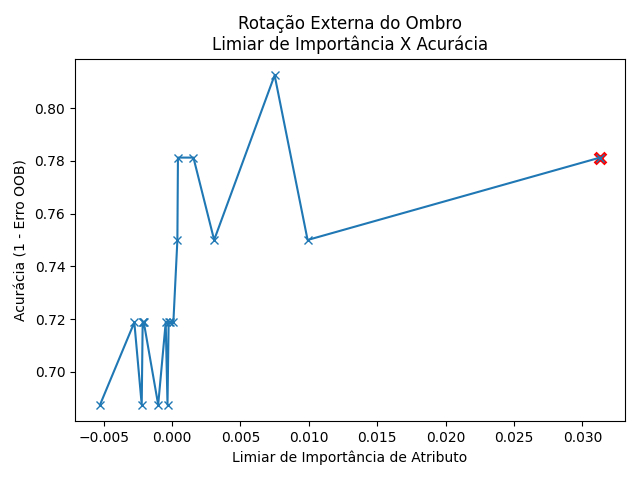 Rotação Externa do Ombro
Limiar de Importância X Acurácia
Acurácia (1 - Erro OOB)
0.80
0.78
0.76
0.74
0.72
0.70
−0.005 0.000 0.005 0.010 0.015 0.020 0.025 0.030
Limiar de Importância de Atributo